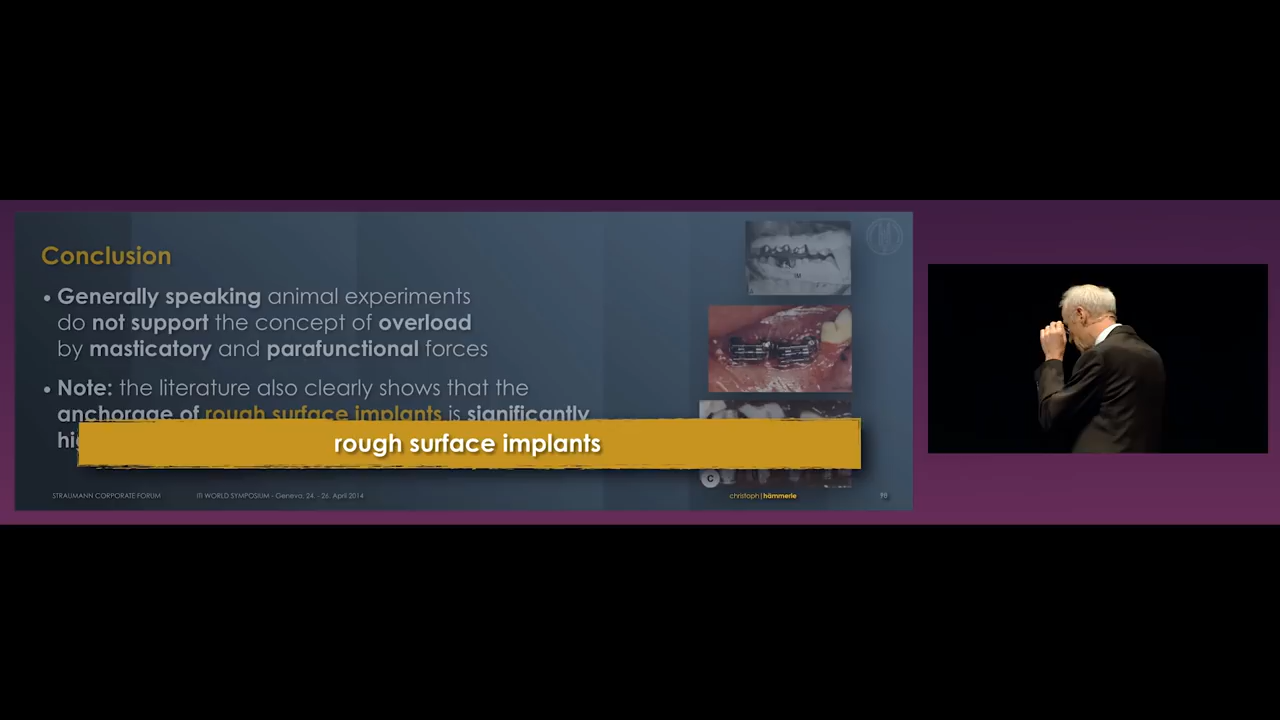 Conclusion
• Generally speaking animal experiments
do not support the concept of overload
by masticatory and parafunctional forces
• Note: the literature also clearly shows that the
anchorage of rough surface implants is significantly
rough surface implants
STRAUMANN CORPORATE FORUM
ITI WORLD SYMPOSIUM - Geneva, 24. - 26. April 2014
C
christoph|hämmerle
98